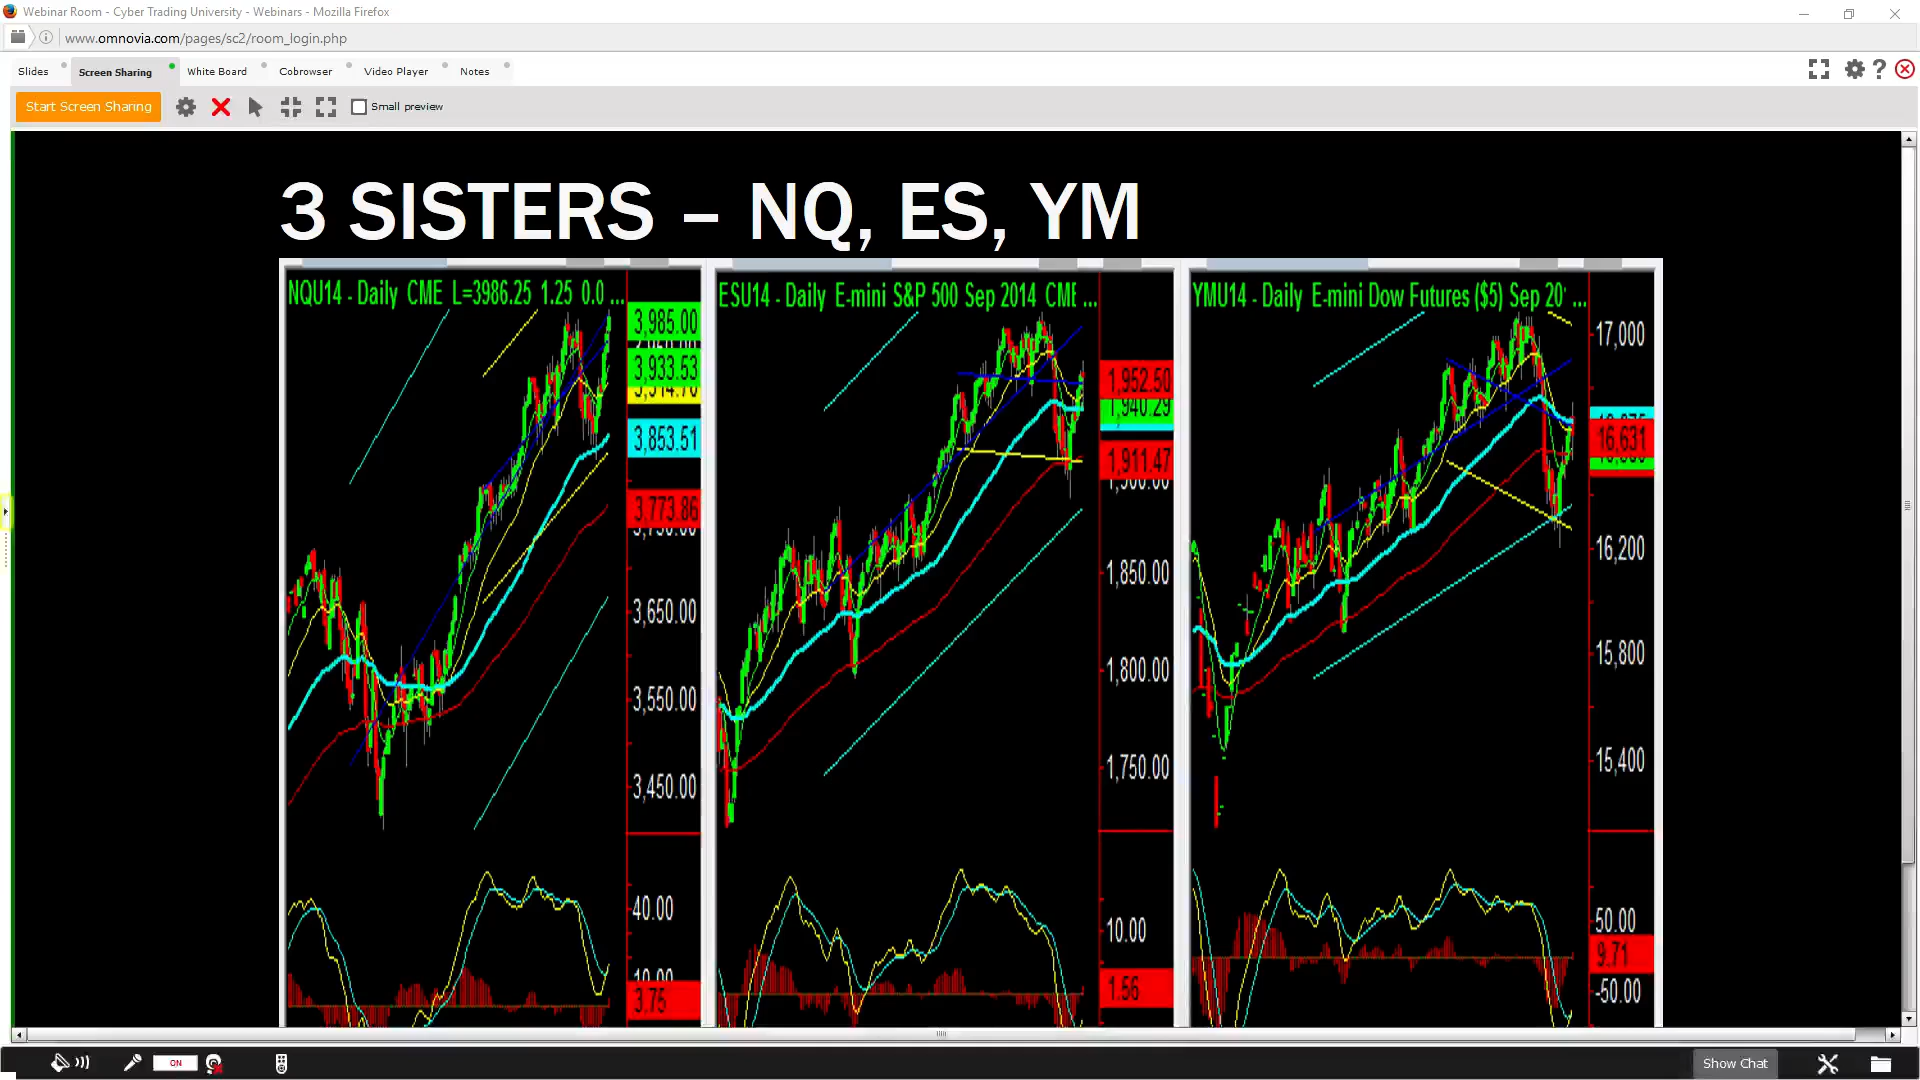 Webinar Room - Cyber Trading University - Webinars - Mozilla Firefox
www.omnovia.com/pages/sc2/room_login.php
Slides
Screen Sharing
White Board
Cobrowser
Video Player
Notes
Start Screen Sharing
Small preview
3 SISTERS – NQ, ES, YM
NQU14 - Daily CME L=3986.25 1.25 0.0 ...
3,985.00
3,933.53
3,853.51
3,773.86
3,650.00
3,550.00
3,450.00
40.00
3.75
ESU14 - Daily E-mini S&P 500 Sep 2014 CME ...
1,952.50
1,940.29
1,911.47
1,850.00
1,800.00
1,750.00
10.00
1.56
YMU14 - Daily E-mini Dow Futures ($5) Sep 20 ...
17,000
16,631
16,200
15,800
15,400
50.00
9.71
-50.00
ON
Show Chat